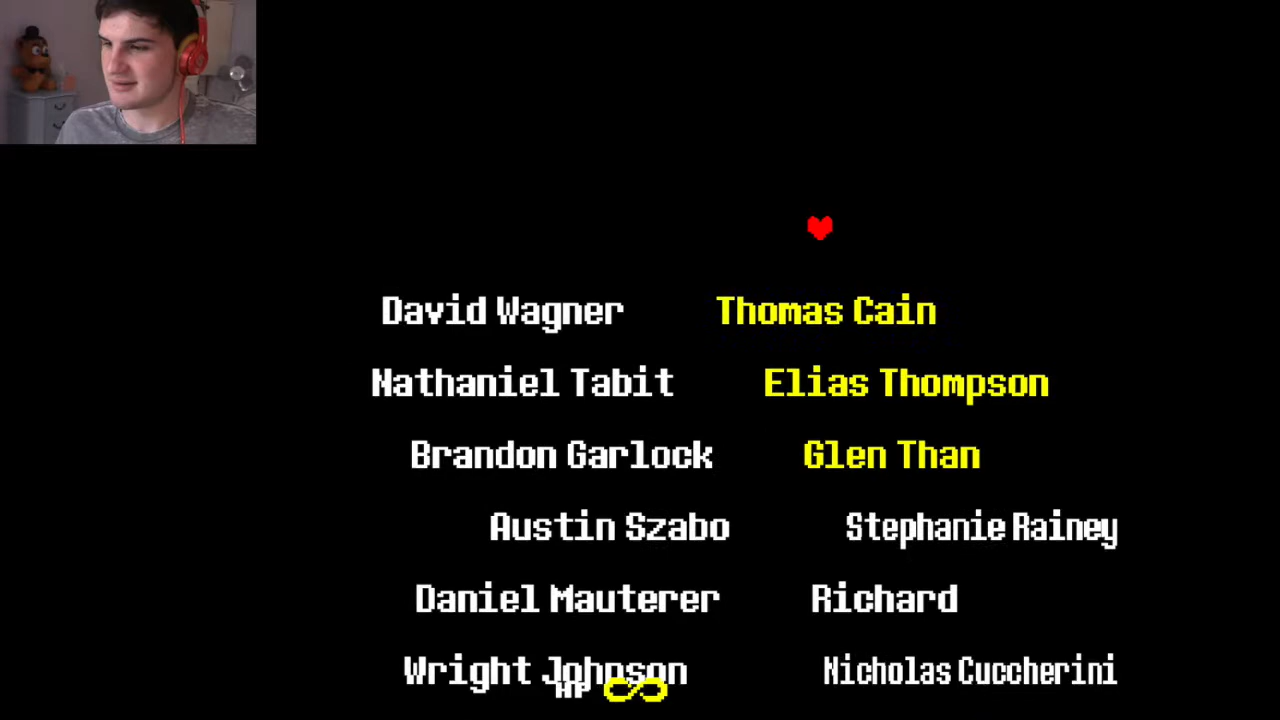 David Wagner Thomas Cain
Nathaniel Tabit Elias Thompson
Brandon Garlock Glen Than
Austin Szabo Stephanie Rainey
Daniel Mauterer Richard
Wright Johnson Nicholas Cuccherini
HP ∞